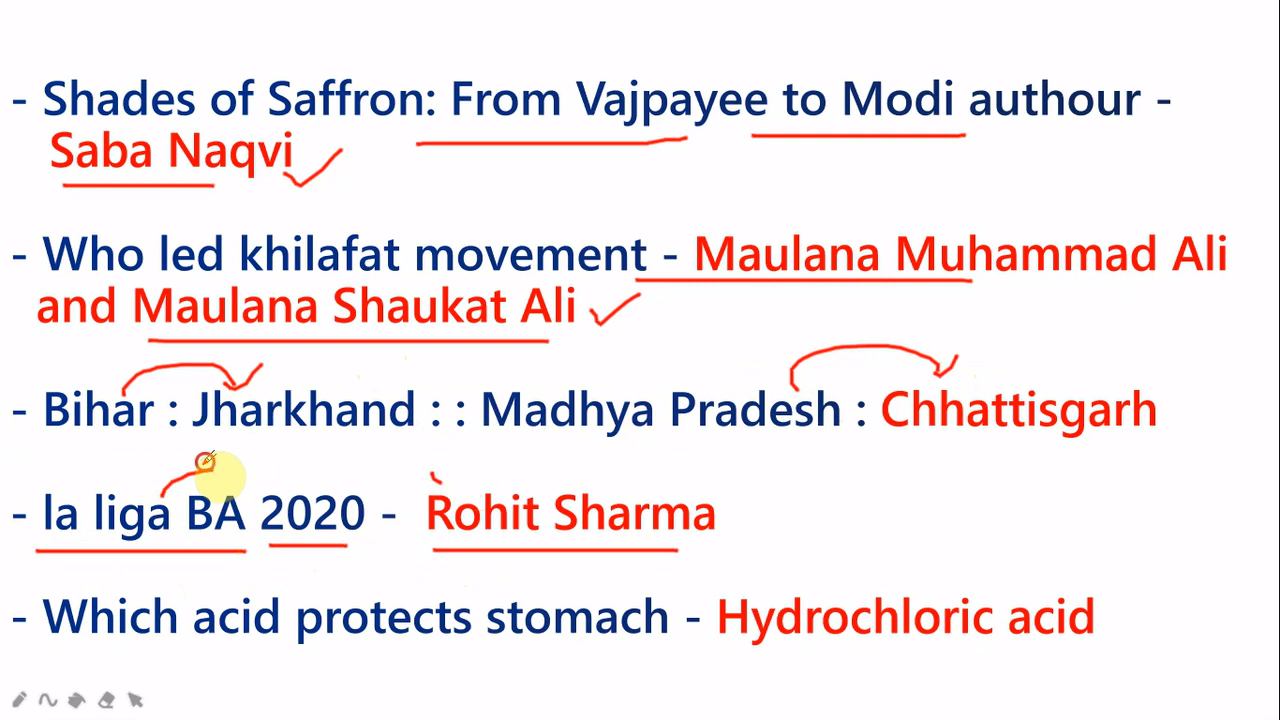 - Shades of Saffron: From Vajpayee to Modi authour -
Saba Naqvi
- Who led khilafat movement - Maulana Muhammad Ali
and Maulana Shaukat Ali
- Bihar : Jharkhand : : Madhya Pradesh : Chhattisgarh
- la liga BA 2020 - Rohit Sharma
- Which acid protects stomach - Hydrochloric acid